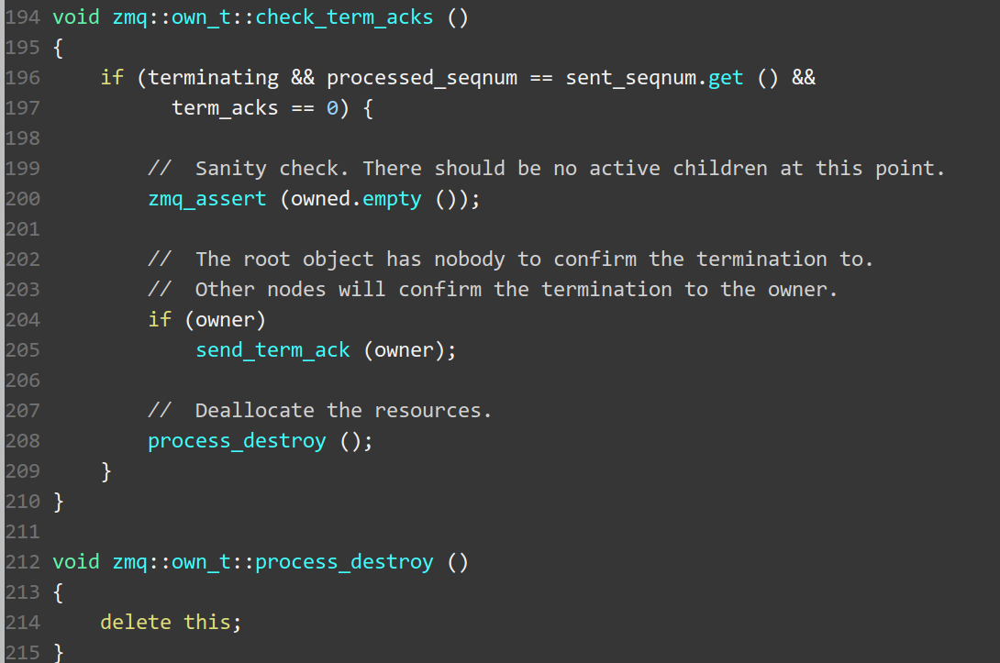 194 void zmq::own_t::check_term_acks ()
195 {
196     if (terminating && processed_seqnum == sent_seqnum.get () &&
197           term_acks == 0) {
198
199         //  Sanity check. There should be no active children at this point.
200         zmq_assert (owned.empty ());
201
202         //  The root object has nobody to confirm the termination to.
203         //  Other nodes will confirm the termination to the owner.
204         if (owner)
205             send_term_ack (owner);
206
207         //  Deallocate the resources.
208         process_destroy ();
209     }
210 }
211
212 void zmq::own_t::process_destroy ()
213 {
214     delete this;
215 }